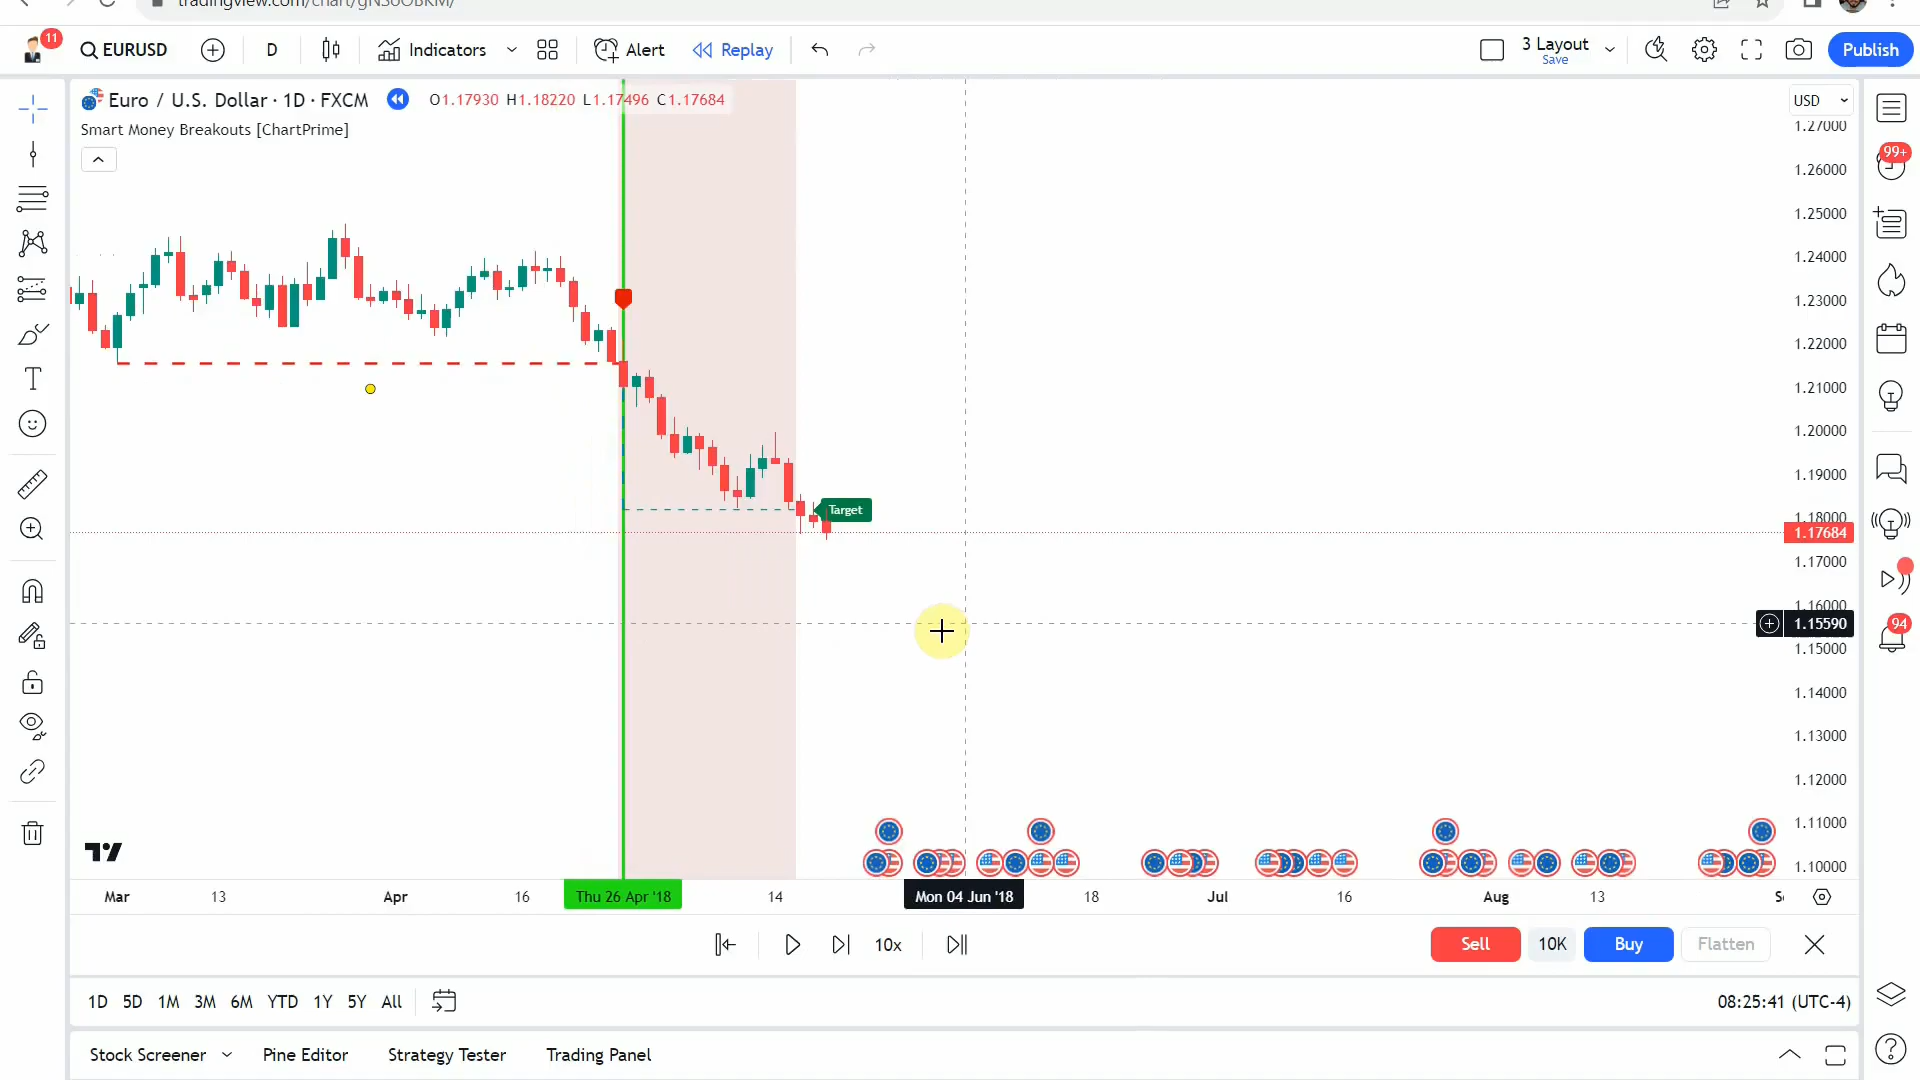 tradingview.com/chart/gNS6OBKM/
11
EURUSD
D
Indicators
Alert
Replay
3 Layout
Save
Publish
Euro / U.S. Dollar · 1D · FXCM
O1.17930 H1.18220 L1.17496 C1.17684
USD
Smart Money Breakouts [ChartPrime]
1.27000
99+
1.26000
1.25000
1.24000
1.23000
1.22000
1.21000
1.20000
1.19000
Target
1.18000
1.17684
1.17000
1.16000
1.15590
94
1.15000
1.14000
1.13000
1.12000
1.11000
1.10000
Mar
13
Apr
16
Thu 26 Apr '18
14
Mon 04 Jun '18
18
Jul
16
Aug
13
10x
Sell
10K
Buy
Flatten
1D 5D 1M 3M 6M YTD 1Y 5Y All
08:25:41 (UTC-4)
Stock Screener
Pine Editor
Strategy Tester
Trading Panel